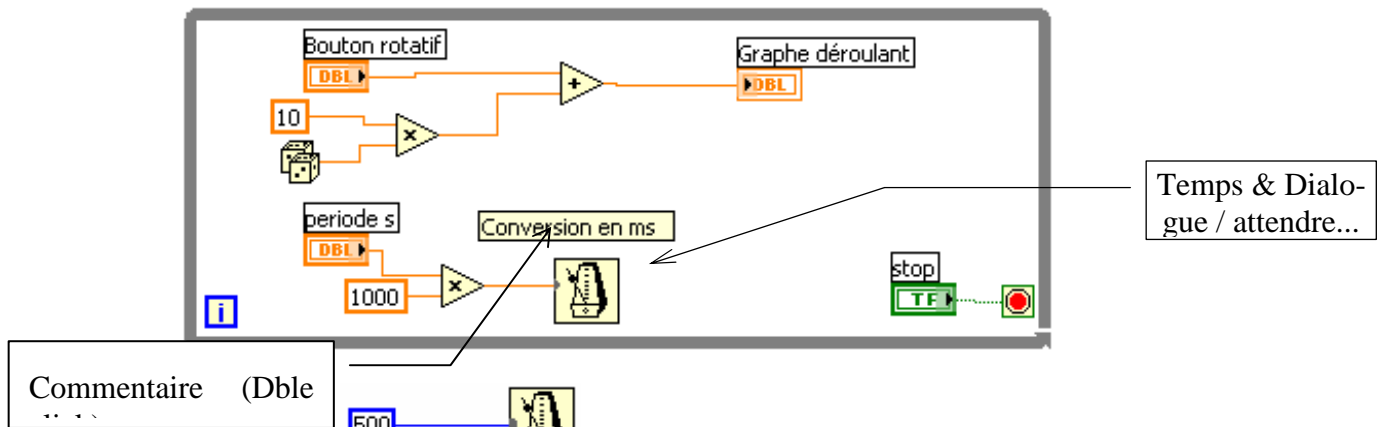 Bouton rotatif
DBL
Graphe déroulant
DBL
+
10
×
periode s
DBL
Conversion en ms
1000
×
i
stop
TF
Temps & Dialo-
gue / attendre...
Commentaire (Dble
500